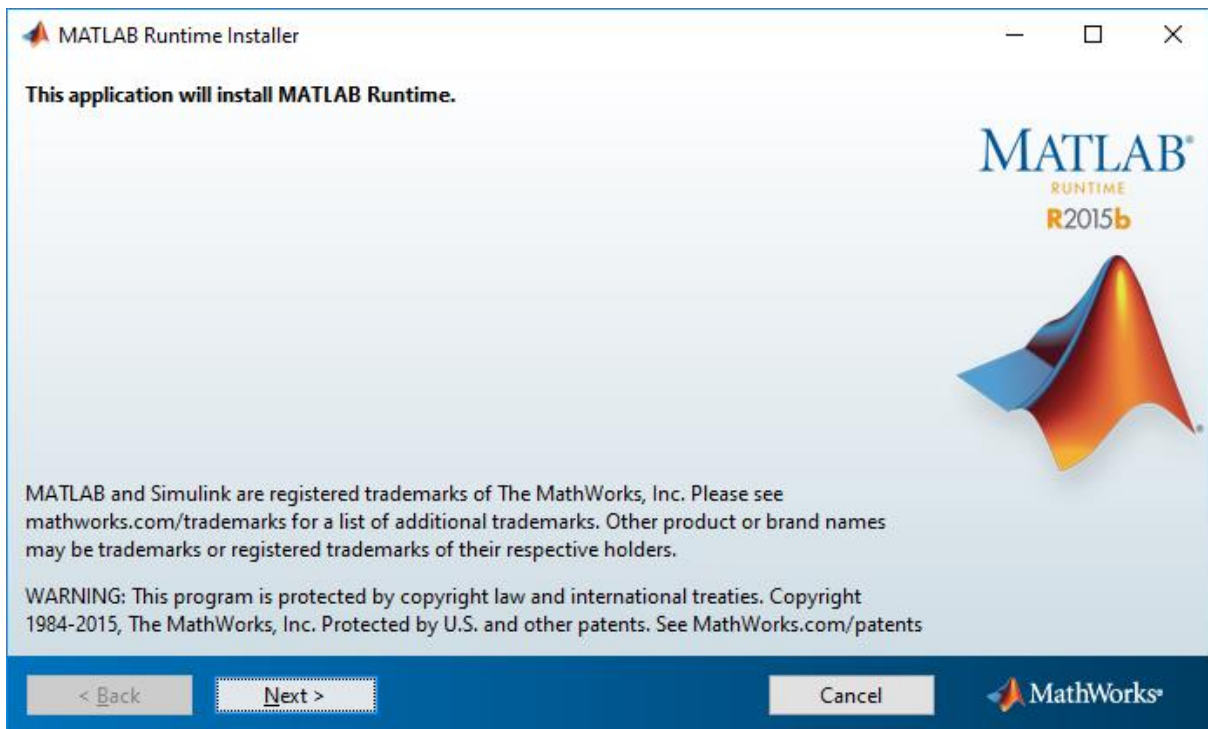 MATLAB Runtime Installer
This application will install MATLAB Runtime.
MATLAB®
RUNTIME
R2015b
®
MATLAB and Simulink are registered trademarks of The MathWorks, Inc. Please see
mathworks.com/trademarks for a list of additional trademarks. Other product or brand names
may be trademarks or registered trademarks of their respective holders.
WARNING: This program is protected by copyright law and international treaties. Copyright
1984-2015, The MathWorks, Inc. Protected by U.S. and other patents. See MathWorks.com/patents
< Back
Next >
Cancel
MathWorks®